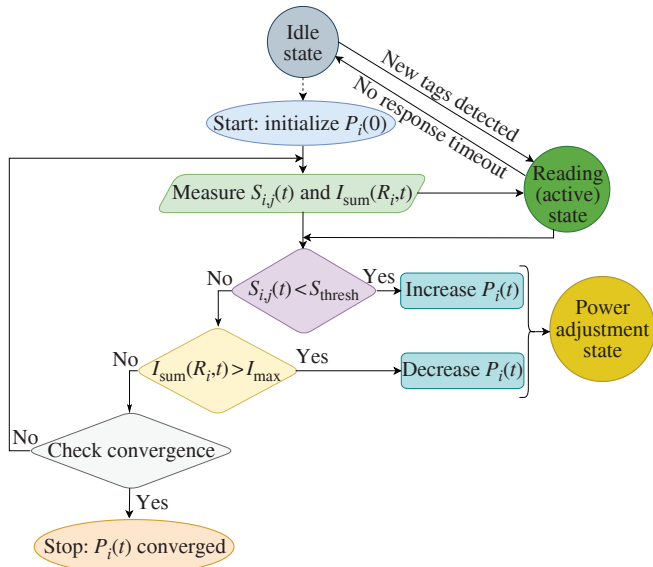 Idle
state
New tags detected
No response timeout
Start: initialize P_i(0)
Measure S_{i,j}(t) and I_sum(R_i,t)
Reading
(active)
state
No
S_{i,j}(t) < S_thresh
Yes
Increase P_i(t)
Power
adjustment
state
No
I_sum(R_i,t) > I_max
Yes
Decrease P_i(t)
No
Check convergence
Yes
Stop: P_i(t) converged